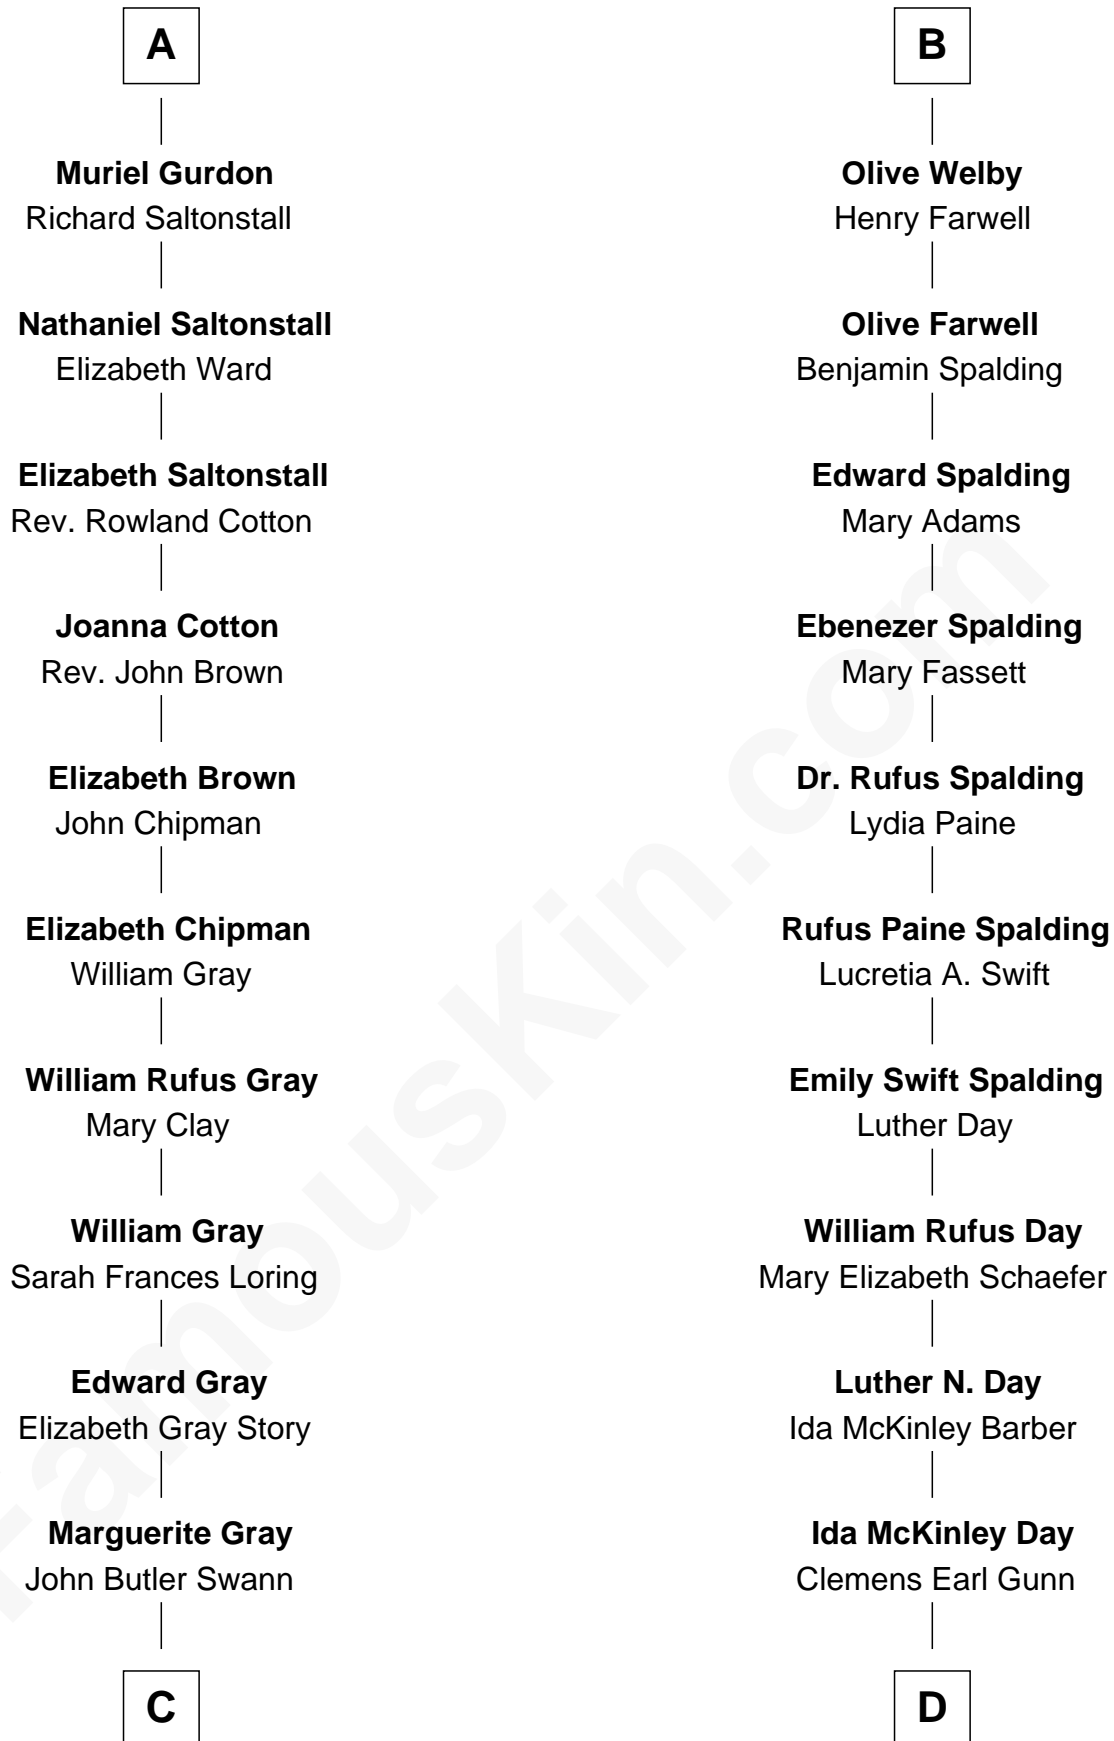 A
Muriel Gurdon
Richard Saltonstall
Nathaniel Saltonstall
Elizabeth Ward
Elizabeth Saltonstall
Rev. Rowland Cotton
Joanna Cotton
Rev. John Brown
Elizabeth Brown
John Chipman
Elizabeth Chipman
William Gray
William Rufus Gray
Mary Clay
William Gray
Sarah Frances Loring
Edward Gray
Elizabeth Gray Story
Marguerite Gray
John Butler Swann
C
B
Olive Welby
Henry Farwell
Olive Farwell
Benjamin Spalding
Edward Spalding
Mary Adams
Ebenezer Spalding
Mary Fassett
Dr. Rufus Spalding
Lydia Paine
Rufus Paine Spalding
Lucretia A. Swift
Emily Swift Spalding
Luther Day
William Rufus Day
Mary Elizabeth Schaefer
Luther N. Day
Ida McKinley Barber
Ida McKinley Day
Clemens Earl Gunn
D
FamousKin.com